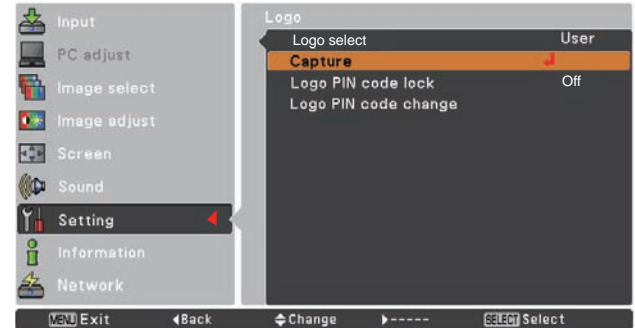 Input
PC adjust
Image select
Image adjust
Screen
Sound
Setting
Information
Network
Logo
Logo select User
Capture
Logo PIN code lock Off
Logo PIN code change
MENU Exit Back Change ----- SELECT Select